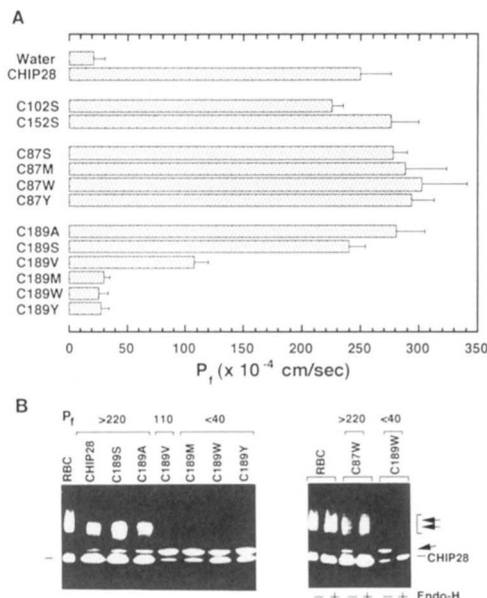 A
Water
CHIP28
C102S
C152S
C87S
C87M
C87W
C87Y
C189A
C189S
C189V
C189M
C189W
C189Y
0 50 100 150 200 250 300 350
Pf (x 10-4 cm/sec)
B
Pf >220 110 <40
RBC CHIP28 C189S C189A C189V C189M C189W C189Y
>220 <40
RBC C87W C189W
CHIP28
− + − + − + Endo-H